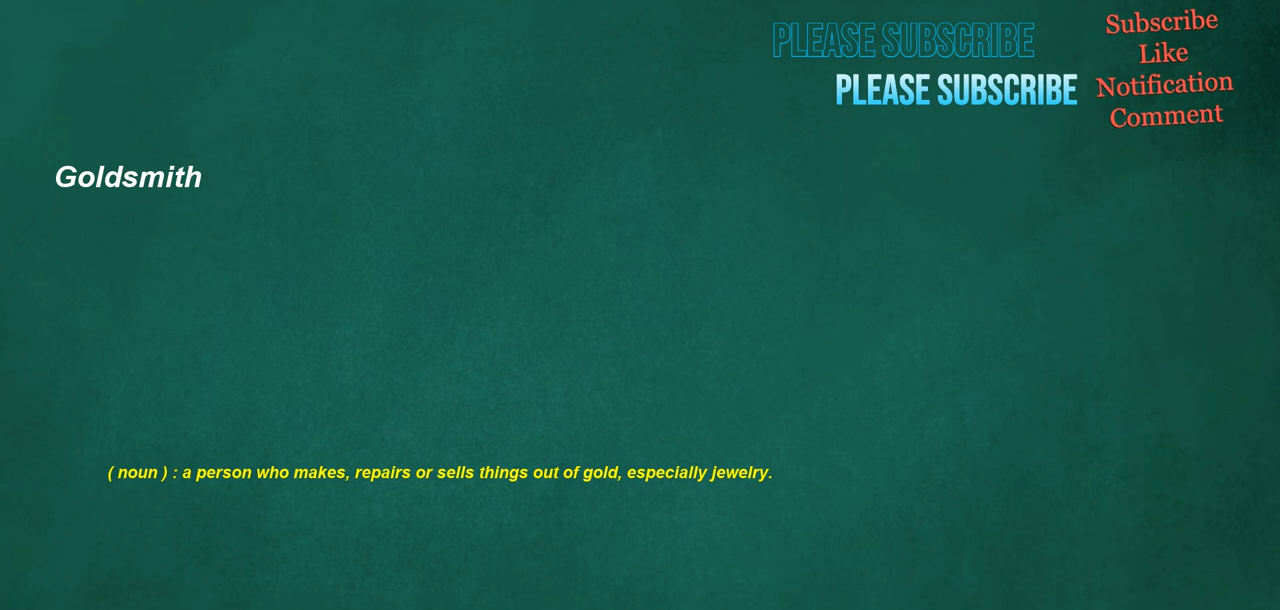 PLEASE SUBSCRIBE
PLEASE SUBSCRIBE
Subscribe
Like
Notification
Comment
Goldsmith
( noun ) : a person who makes, repairs or sells things out of gold, especially jewelry.